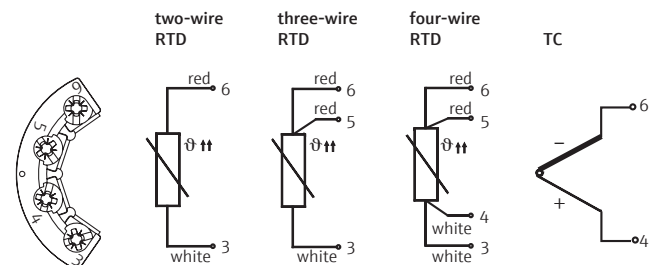 two-wire
RTD
three-wire
RTD
four-wire
RTD
TC
6
5
4
3
red 6
ϑ
white 3
red 6
red 5
ϑ
white 3
red 6
red 5
ϑ
4
white
white 3
6
−
+
4